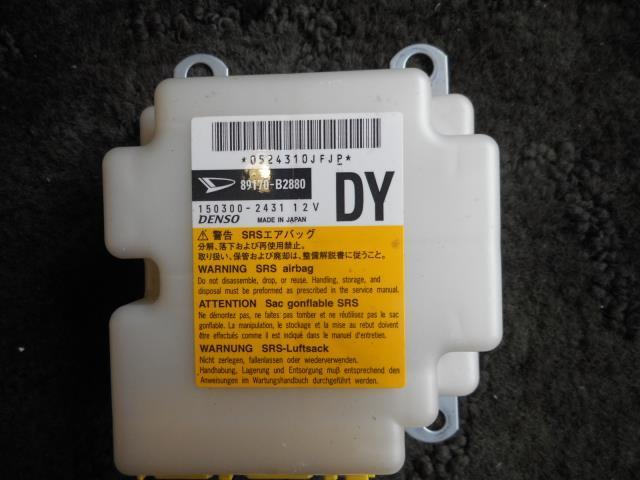 *0524310JFJP*
89170-B2880
DY
150300-2431 12V
DENSO MADE IN JAPAN
⚠ 警告 SRSエアバッグ
分解、落下および再使用禁止。
取り扱い、保管および廃却は、整備解説書に従うこと。
WARNING SRS airbag
Do not disassemble, drop, or reuse. Handling, storage, and
disposal must be preformed as prescribed in the service manual.
ATTENTION Sac gonflable SRS
Ne démontez pas, ne faites pas tomber et ne réutilisez pas le sac
gonflable. La manipulation, le stockage et la mise au rebut doivent
être effectués comme il est indiqué dans le manuel d'entretien.
WARNUNG SRS-Luftsack
Nicht zerlegen, fallenlassen oder wiederverwenden.
Handhabung, Lagerung und Entsorgung muß entsprechenden den
Anweisungen im Wartungshandbuch durchgeführt werden.